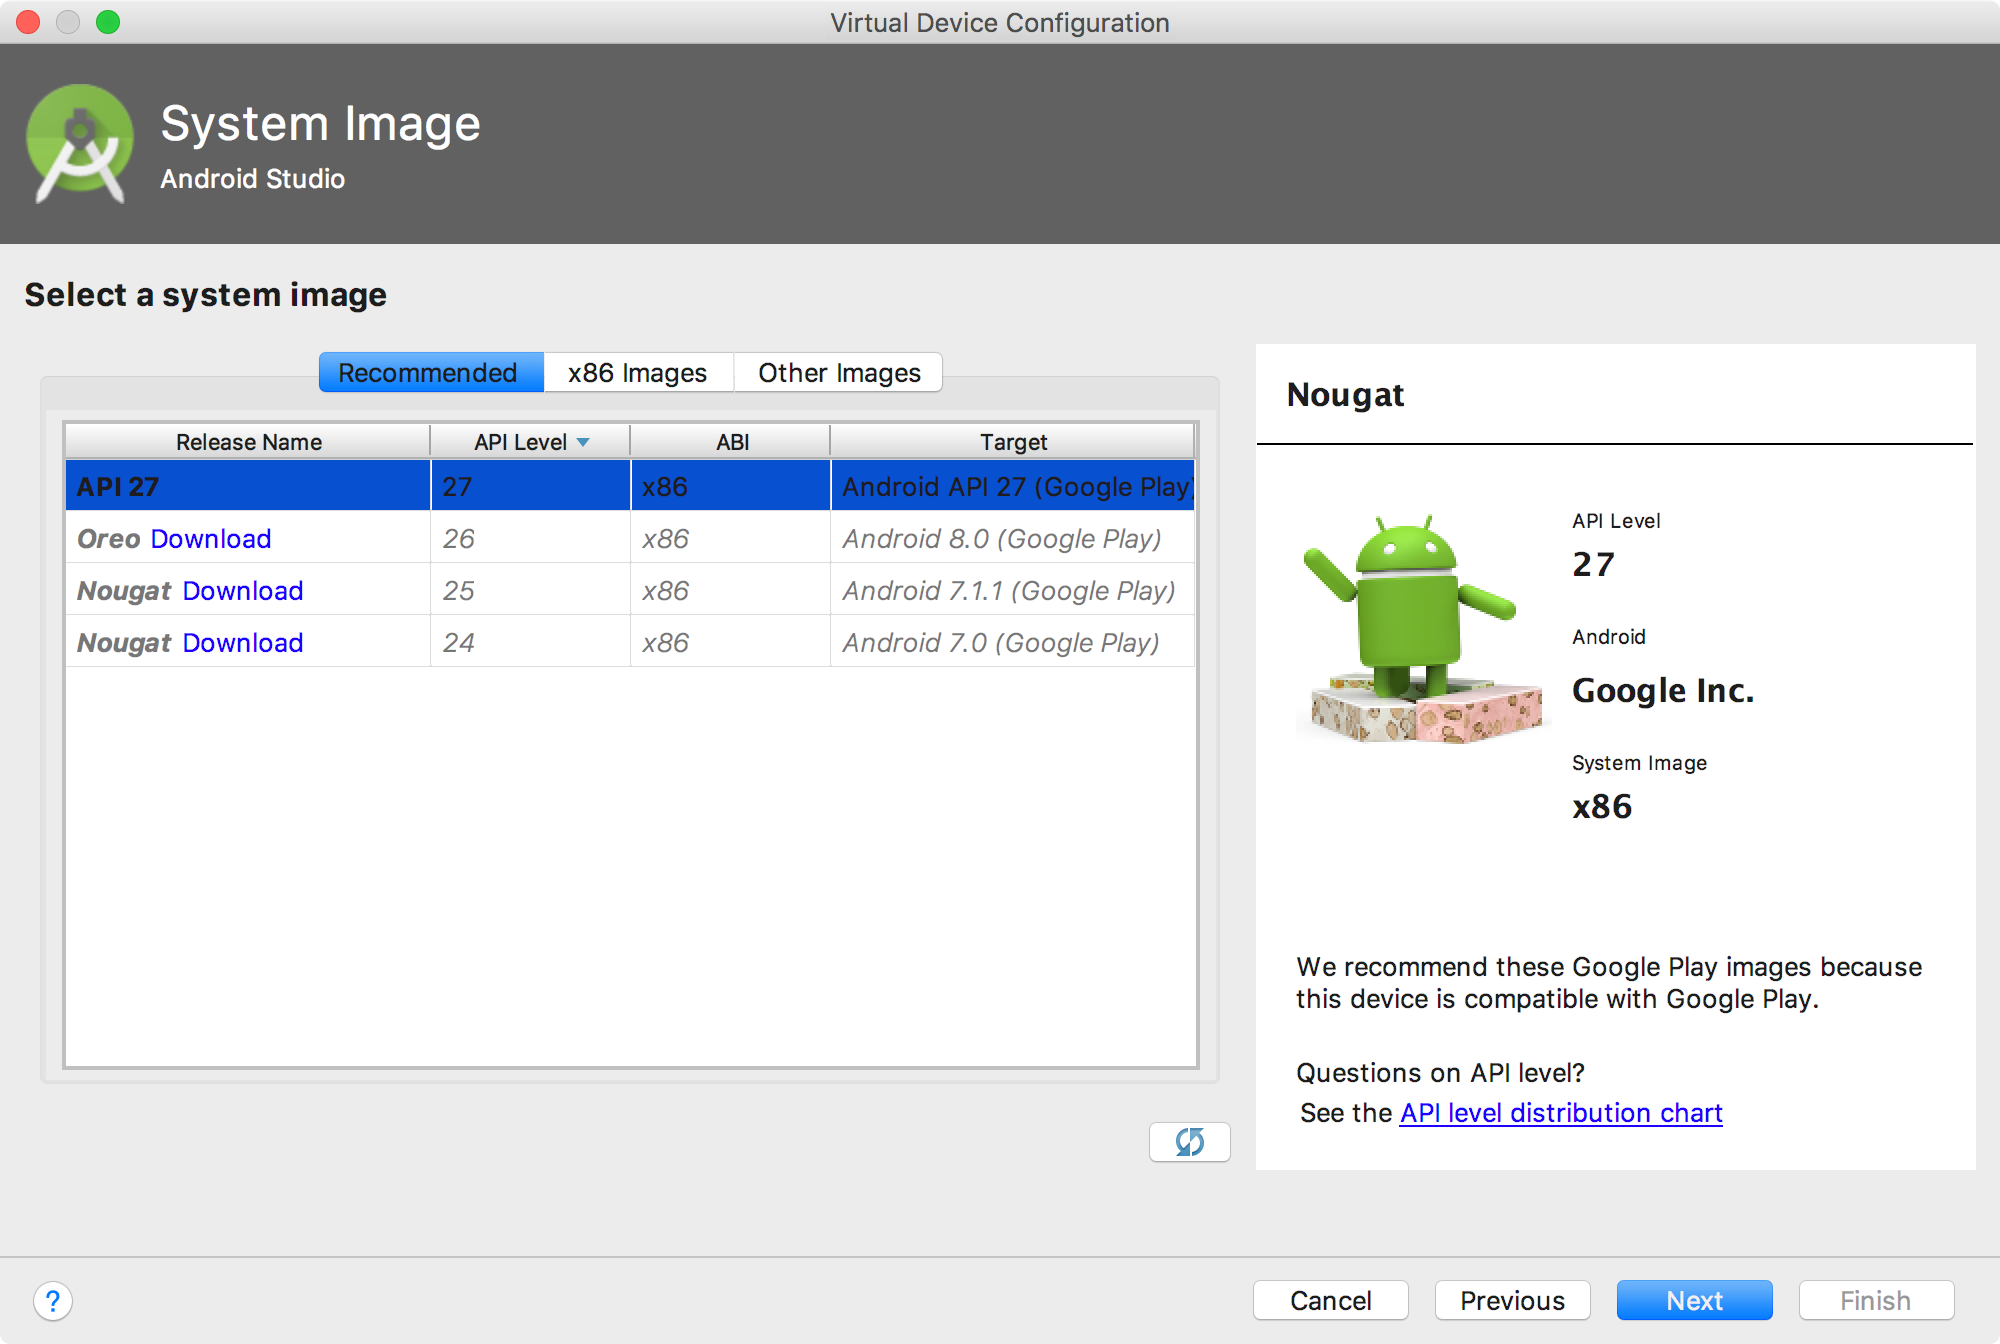 Virtual Device Configuration
System Image
Android Studio
Select a system image
Recommended x86 Images Other Images
Release Name API Level ABI Target
API 27 27 x86 Android API 27 (Google Play)
Oreo Download 26 x86 Android 8.0 (Google Play)
Nougat Download 25 x86 Android 7.1.1 (Google Play)
Nougat Download 24 x86 Android 7.0 (Google Play)
Nougat
API Level
27
Android
Google Inc.
System Image
x86
We recommend these Google Play images because
this device is compatible with Google Play.
Questions on API level?
See the API level distribution chart
? Cancel Previous Next Finish